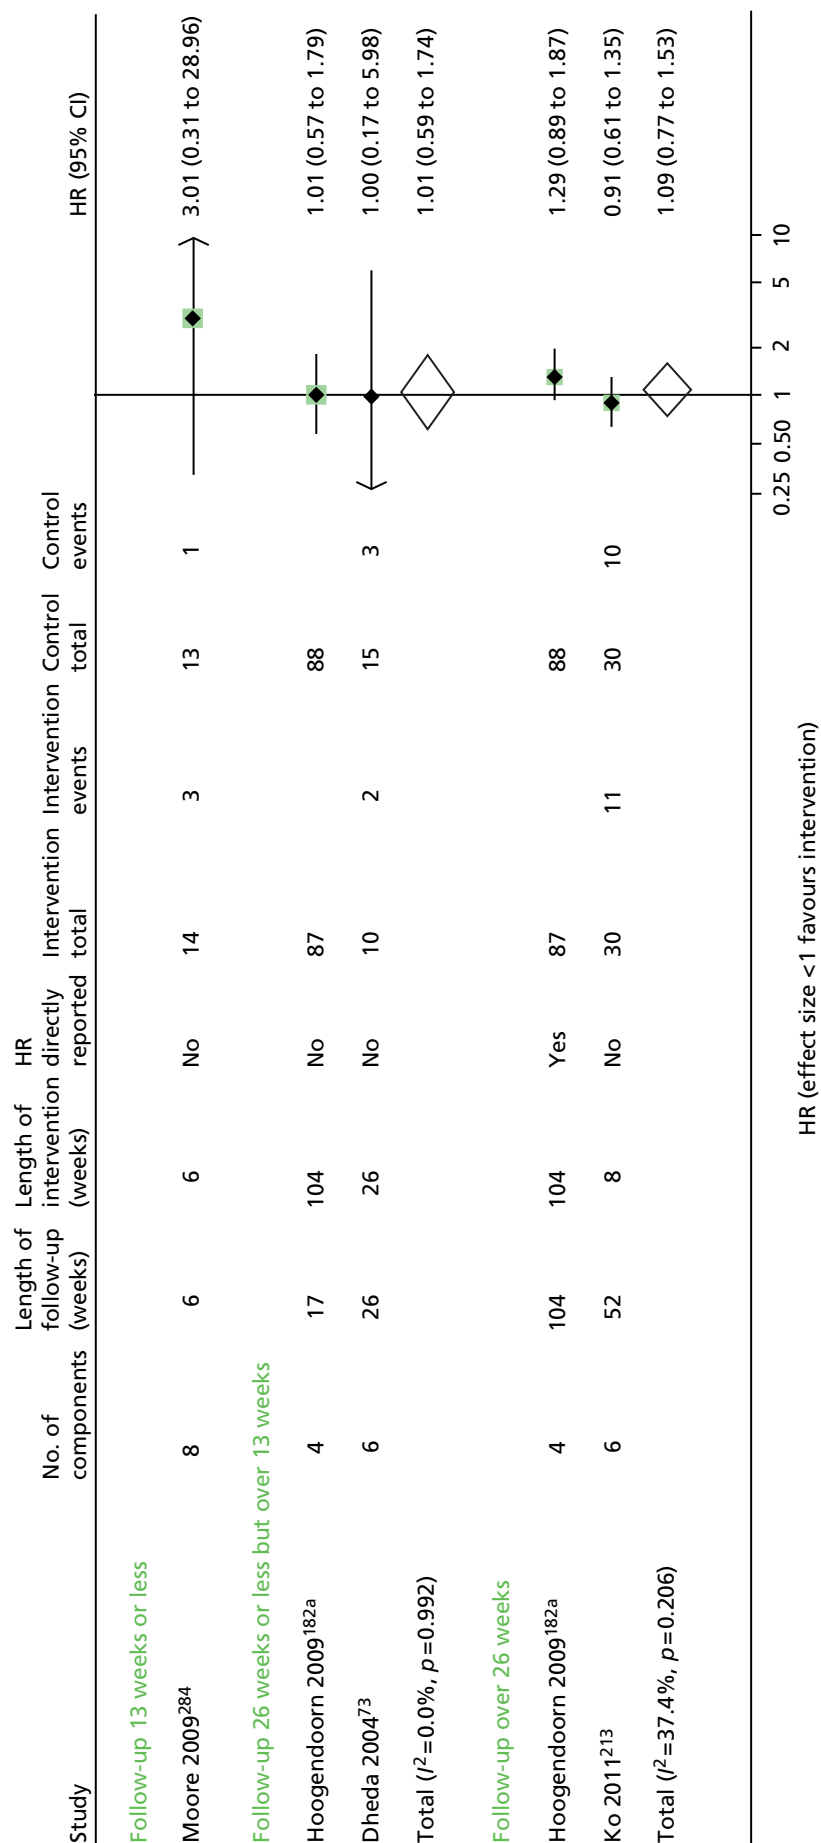 Study No. of components Length of follow-up (weeks) Length of intervention (weeks) HR directly reported Intervention total Intervention events Control total Control events HR (95% CI)
Follow-up 13 weeks or less
Moore 2009284 8 6 6 No 14 3 13 1 3.01 (0.31 to 28.96)
Follow-up 26 weeks or less but over 13 weeks
Hoogendoorn 2009182a 4 17 104 No 87 88 1.01 (0.57 to 1.79)
Dheda 200473 6 26 26 No 10 2 15 3 1.00 (0.17 to 5.98)
Total (I2=0.0%, p=0.992) 1.01 (0.59 to 1.74)
Follow-up over 26 weeks
Hoogendoorn 2009182a 4 104 104 Yes 87 88 1.29 (0.89 to 1.87)
Ko 2011213 6 52 8 No 30 11 30 10 0.91 (0.61 to 1.35)
Total (I2=37.4%, p=0.206) 1.09 (0.77 to 1.53)
0.25 0.50 1 2 5 10
HR (effect size <1 favours intervention)